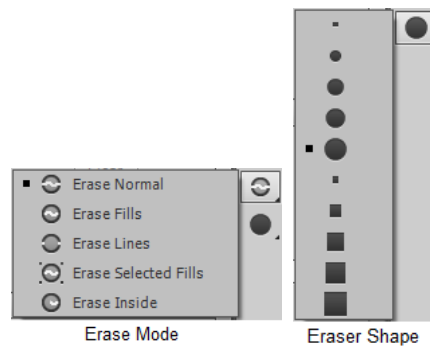 Erase Normal
Erase Fills
Erase Lines
Erase Selected Fills
Erase Inside
Erase Mode
Eraser Shape